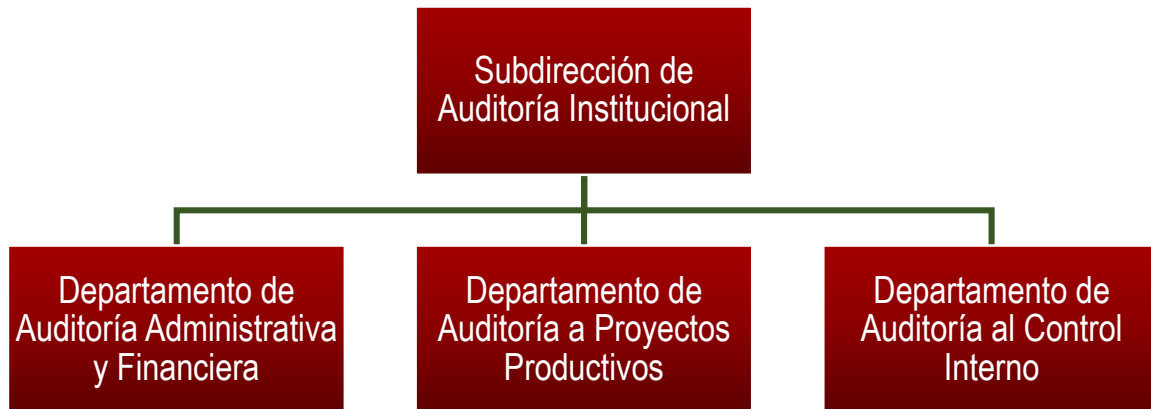 Subdirección de
Auditoría Institucional
Departamento de
Auditoría Administrativa
y Financiera
Departamento de
Auditoría a Proyectos
Productivos
Departamento de
Auditoría al Control
Interno